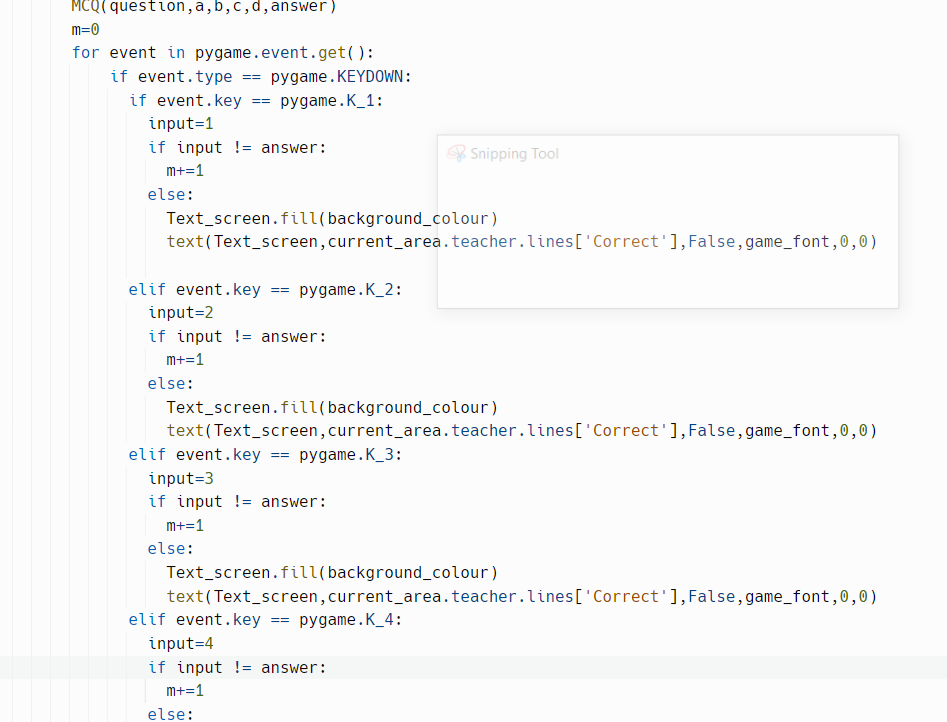 MCQ(question,a,b,c,d,answer)
m=0
for event in pygame.event.get():
if event.type == pygame.KEYDOWN:
if event.key == pygame.K_1:
input=1
if input != answer:
Snipping Tool
m+=1
else:
Text_screen.fill(background_colour)
text(Text_screen,current_area.teacher.lines['Correct'],False,game_font,0,0)
elif event.key == pygame.K_2:
input=2
if input != answer:
m+=1
else:
Text_screen.fill(background_colour)
text(Text_screen,current_area.teacher.lines['Correct'],False,game_font,0,0)
elif event.key == pygame.K_3:
input=3
if input != answer:
m+=1
else:
Text_screen.fill(background_colour)
text(Text_screen,current_area.teacher.lines['Correct'],False,game_font,0,0)
elif event.key == pygame.K_4:
input=4
if input != answer:
m+=1
else: